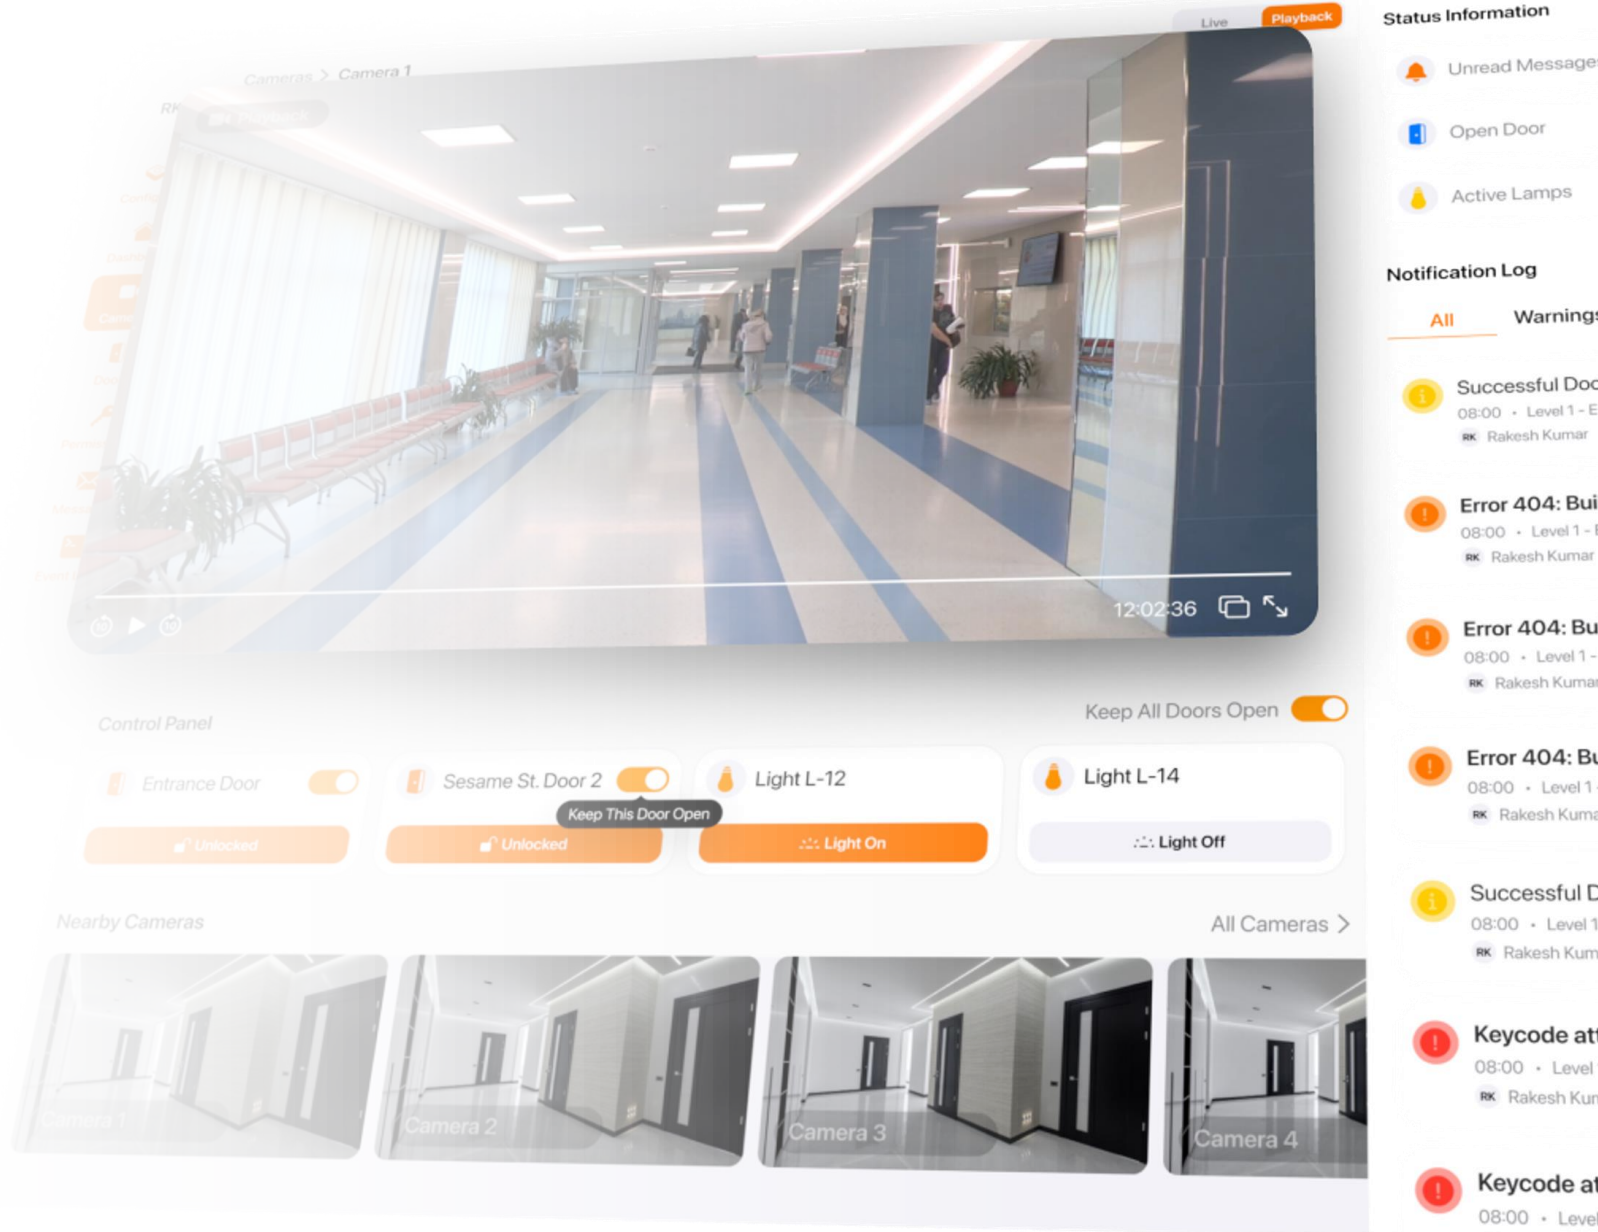 Live
Playback
Cameras > Camera 1
RK
Playback
12:02:36
10
10
Control Panel
Keep All Doors Open
Entrance Door
Unlocked
Sesame St. Door 2
Keep This Door Open
Unlocked
Light L-12
Light On
Light L-14
Light Off
Nearby Cameras
All Cameras >
Camera 1
Camera 2
Camera 3
Camera 4
Status Information
Unread Messages
Open Door
Active Lamps
Notification Log
All
Warnings
Successful Doo
08:00 • Level 1 - E
RK Rakesh Kumar
Error 404: Bui
08:00 • Level 1 - E
RK Rakesh Kumar
Error 404: Bu
08:00 • Level 1 -
RK Rakesh Kumar
Error 404: Bu
08:00 • Level 1
RK Rakesh Kuma
Successful D
08:00 • Level 1
RK Rakesh Kum
Keycode att
08:00 • Level
RK Rakesh Kum
Keycode at
08:00 • Level